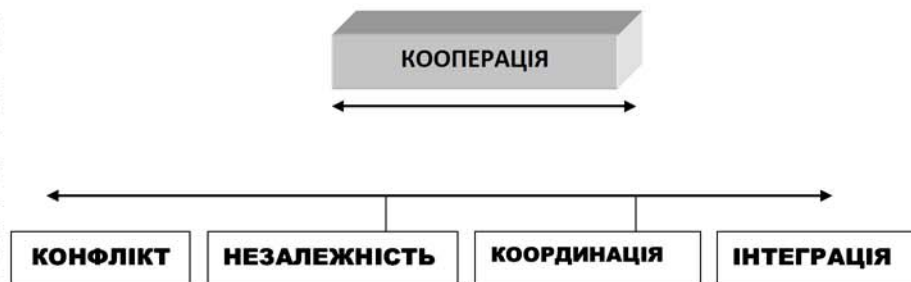 КООПЕРАЦІЯ
КОНФЛІКТ НЕЗАЛЕЖНІСТЬ КООРДИНАЦІЯ ІНТЕГРАЦІЯ